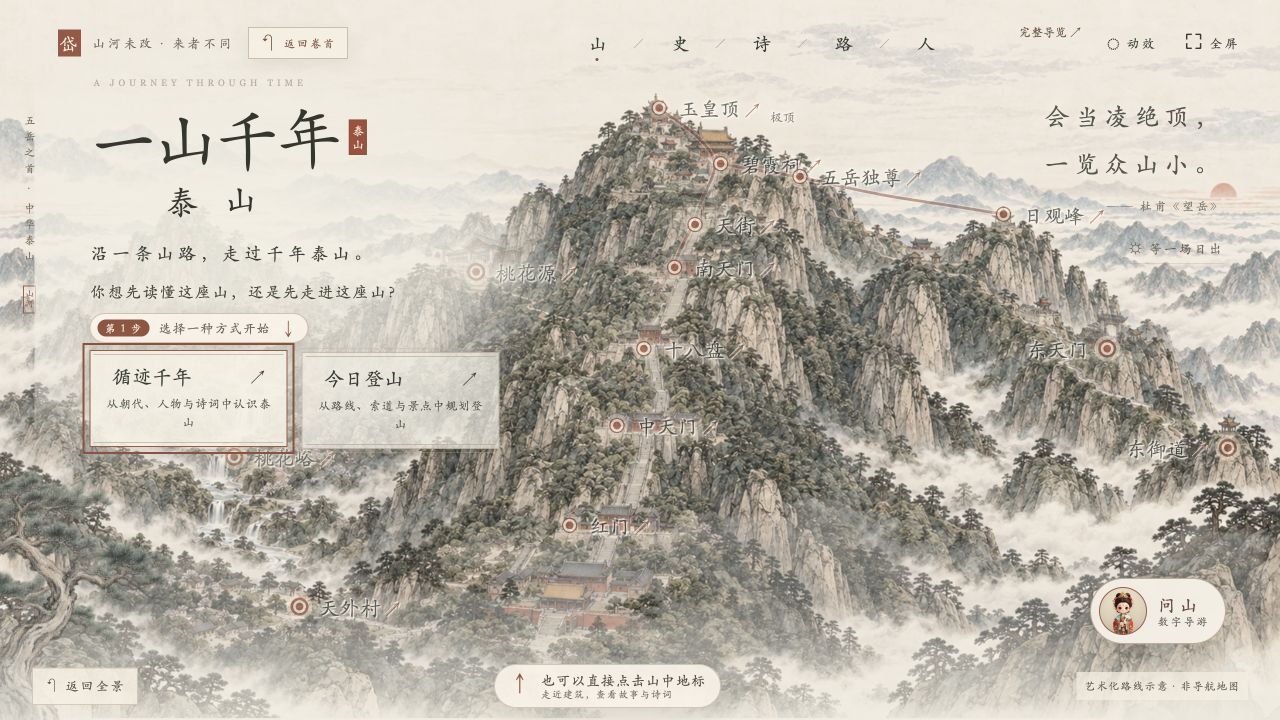 岱
山河未改 · 来者不同
返回卷首
山 / 史 / 诗 / 路 / 人
完整导览
动效
全屏
A JOURNEY THROUGH TIME
一山千年
泰山
泰山
沿一条山路，走过千年泰山。
你想先读懂这座山，还是先走进这座山？
第 1 步 选择一种方式开始
循迹千年
从朝代、人物与诗词中认识泰
山
今日登山
从路线、索道与景点中规划登
山
五岳之首 · 中华泰山
会当凌绝顶，
一览众山小。
—— 杜甫《望岳》
等一场日出
玉皇顶
极顶
碧霞祠
五岳独尊
日观峰
天街
南天门
桃花源
十八盘
东天门
中天门
东御道
桃花峪
红门
天外村
问山
数字导游
返回全景
也可以直接点击山中地标
走近建筑，查看故事与诗词
艺术化路线示意 · 非导航地图